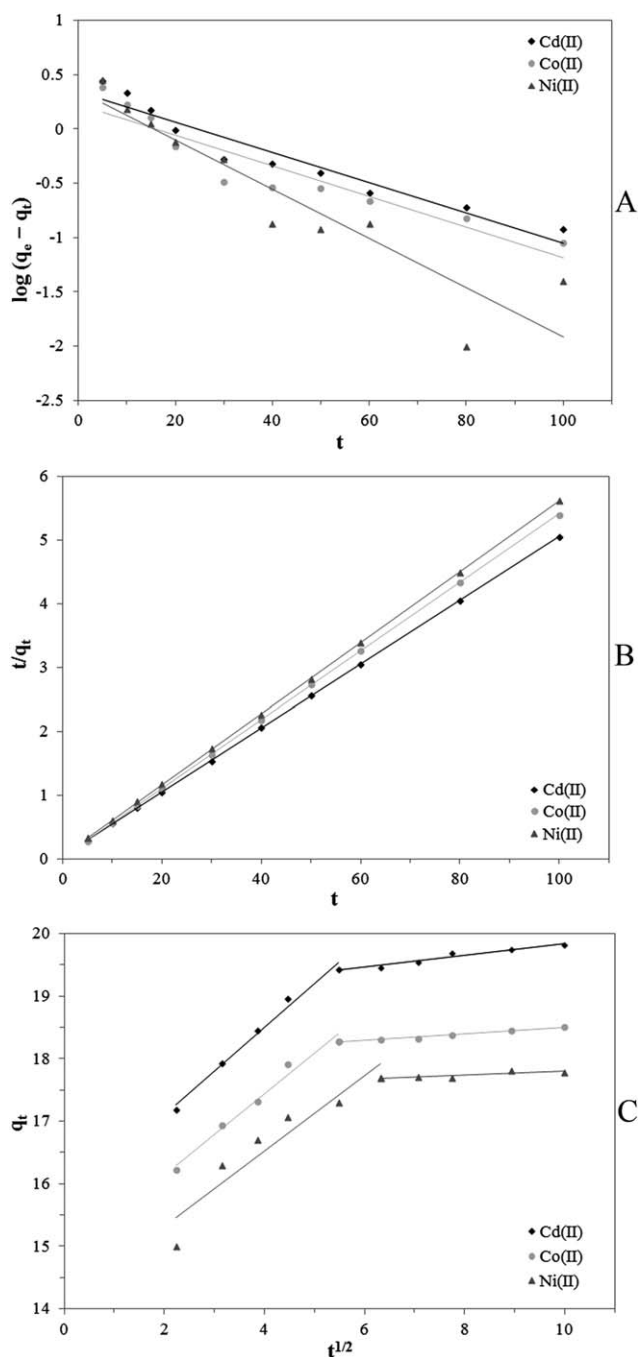 1
Cd(II)
Co(II)
Ni(II)
0.5
0
-0.5
-1
-1.5
-2
-2.5
log (qe − qt)
0 20 40 60 80 100
t
A
6
5
4
3
2
1
0
t/qt
Cd(II)
Co(II)
Ni(II)
0 20 40 60 80 100
t
B
20
19
18
17
16
15
14
qt
Cd(II)
Co(II)
Ni(II)
0 2 4 6 8 10
t1/2
C